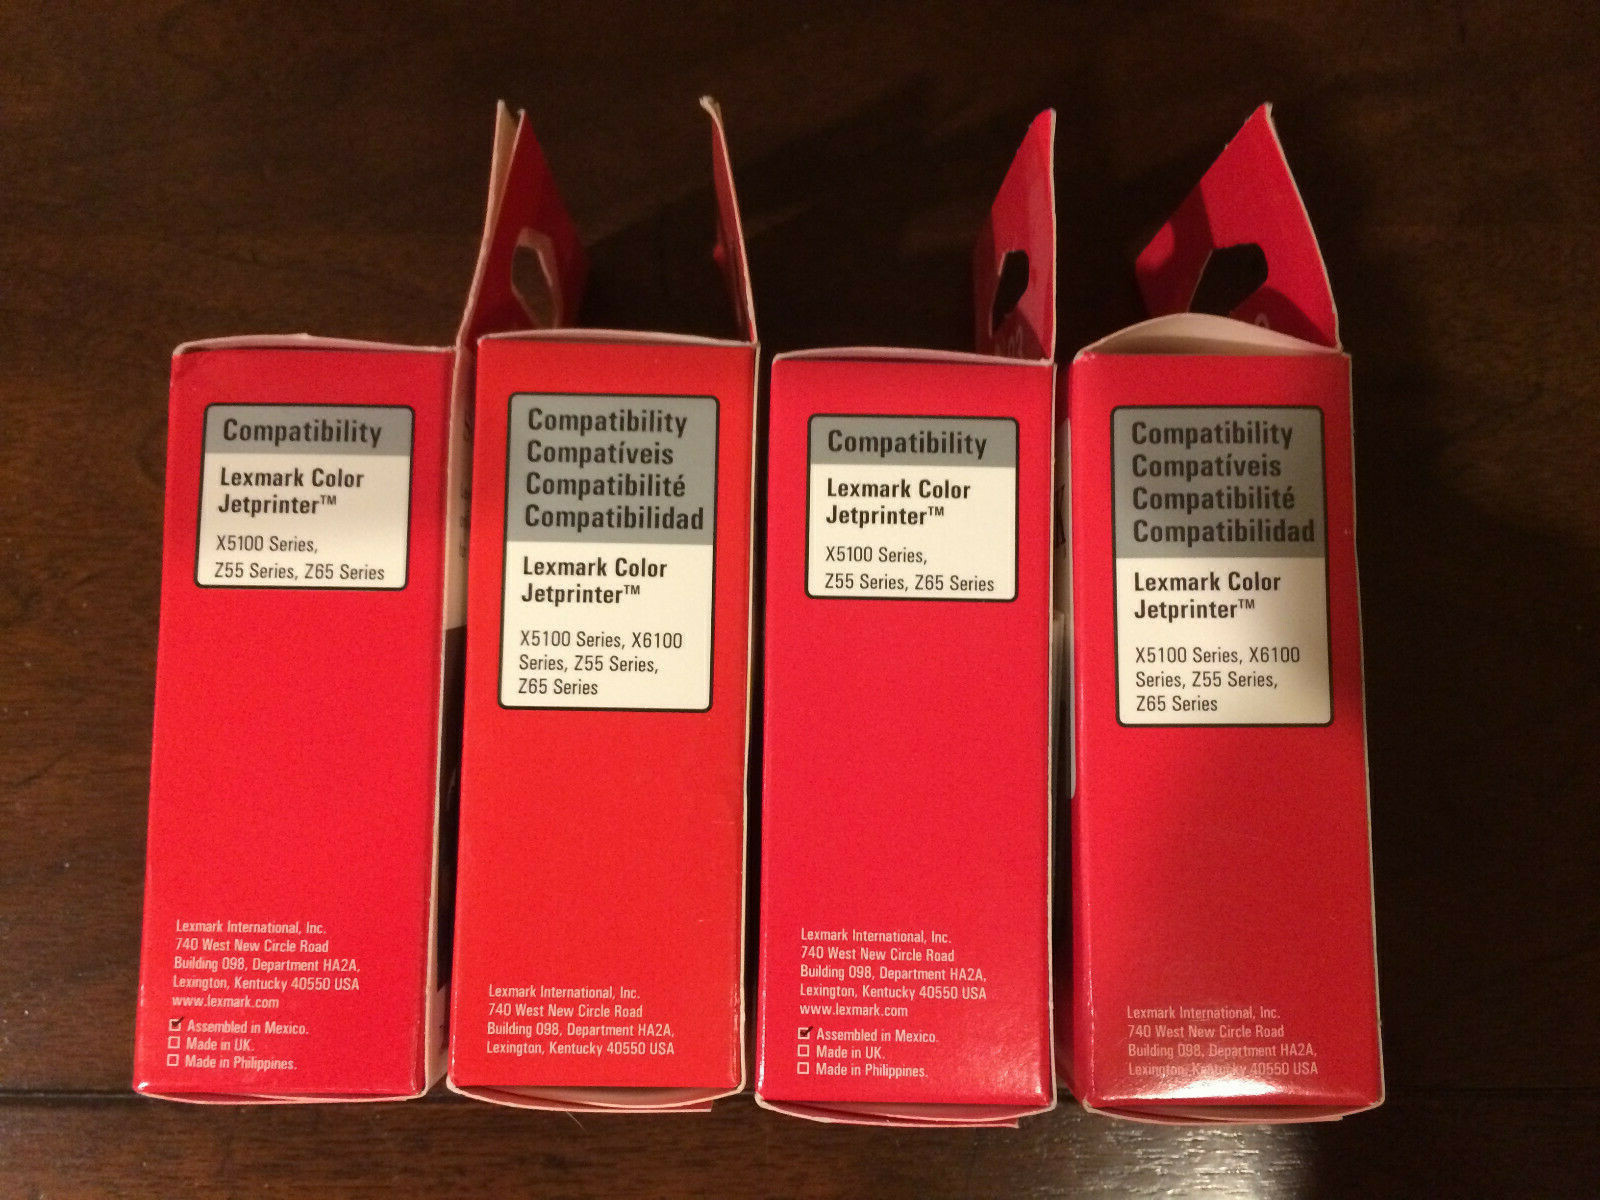 Compatibility
Lexmark Color
Jetprinter™
X5100 Series,
Z55 Series, Z65 Series
Lexmark International, Inc.
740 West New Circle Road
Building 098, Department HA2A,
Lexington, Kentucky 40550 USA
www.lexmark.com
Assembled in Mexico.
Made in UK.
Made in Philippines.
Compatibility
Compatíveis
Compatibilité
Compatibilidad
Lexmark Color
Jetprinter™
X5100 Series, X6100
Series, Z55 Series,
Z65 Series
Lexmark International, Inc.
740 West New Circle Road
Building 098, Department HA2A,
Lexington, Kentucky 40550 USA
Compatibility
Lexmark Color
Jetprinter™
X5100 Series,
Z55 Series, Z65 Series
Lexmark International, Inc.
740 West New Circle Road
Building 098, Department HA2A,
Lexington, Kentucky 40550 USA
www.lexmark.com
Assembled in Mexico.
Made in UK.
Made in Philippines.
Compatibility
Compatíveis
Compatibilité
Compatibilidad
Lexmark Color
Jetprinter™
X5100 Series, X6100
Series, Z55 Series,
Z65 Series
Lexmark International, Inc.
740 West New Circle Road
Building 098, Department HA2A,
Lexington, Kentucky 40550 USA